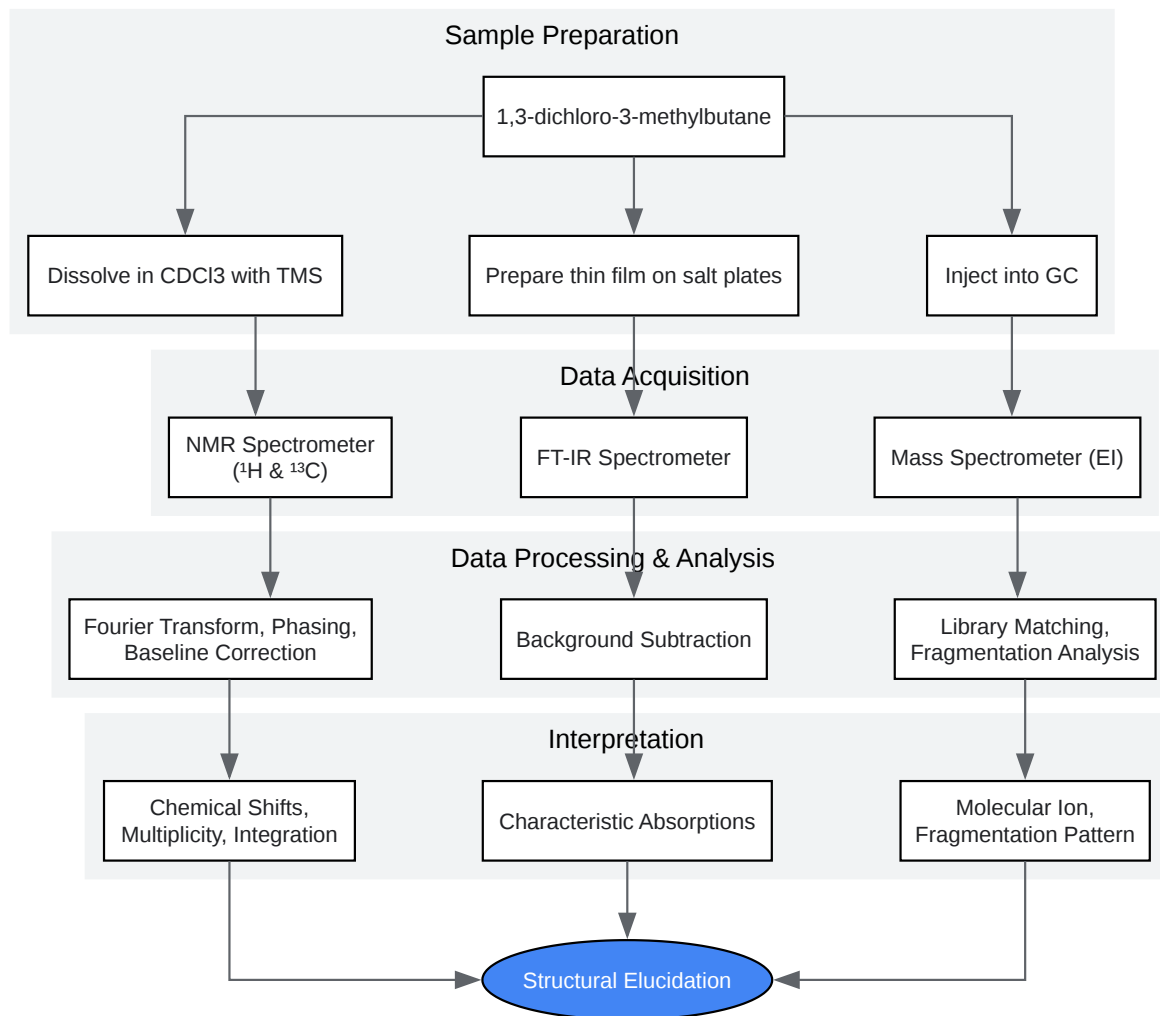 Sample Preparation
1,3-dichloro-3-methylbutane
Dissolve in CDCl3 with TMS
Prepare thin film on salt plates
Inject into GC
Data Acquisition
NMR Spectrometer
(¹H & ¹³C)
FT-IR Spectrometer
Mass Spectrometer (EI)
Data Processing & Analysis
Fourier Transform, Phasing,
Baseline Correction
Background Subtraction
Library Matching,
Fragmentation Analysis
Interpretation
Chemical Shifts,
Multiplicity, Integration
Characteristic Absorptions
Molecular Ion,
Fragmentation Pattern
Structural Elucidation